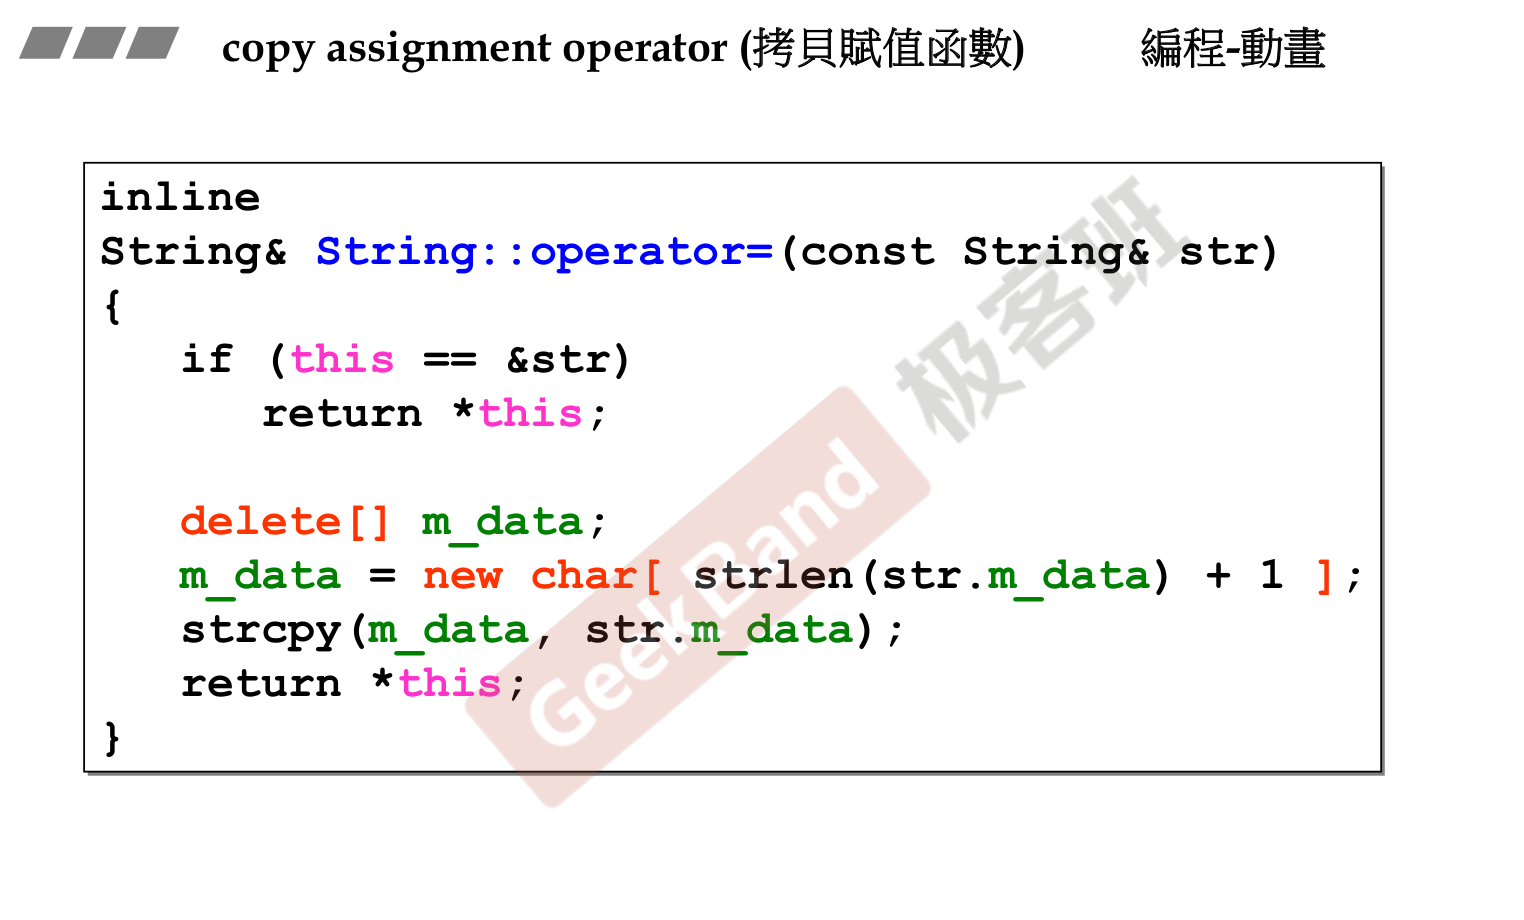 copy assignment operator (拷貝賦值函數) 編程-動畫
inline
String& String::operator=(const String& str)
{
   if (this == &str)
      return *this;
   delete[] m_data;
   m_data = new char[ strlen(str.m_data) + 1 ];
   strcpy(m_data, str.m_data);
   return *this;
}
GeekBand 极客班